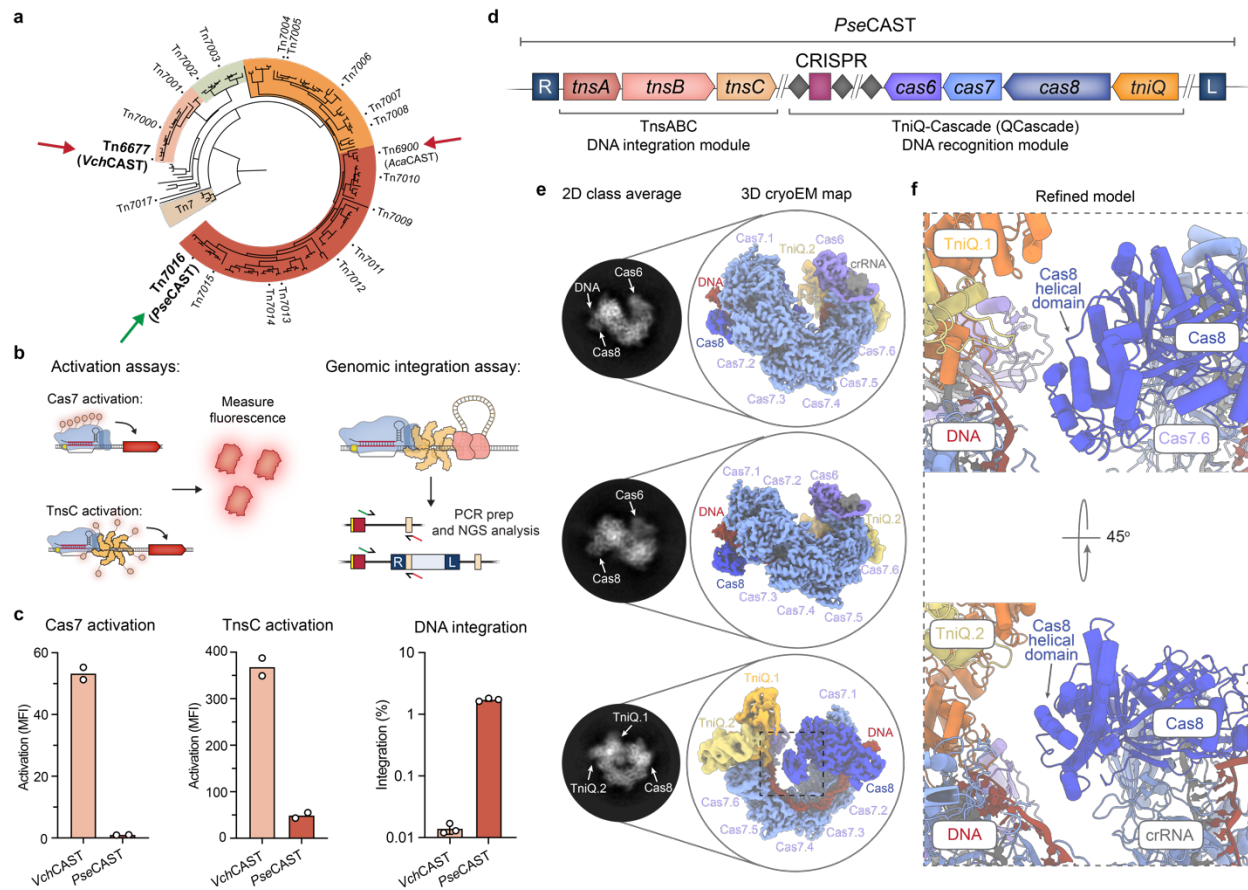 a
Tn7004
Tn7005
Tn7003
Tn7002
Tn7001
Tn7006
Tn7000
Tn7007
Tn7008
Tn6677
(VchCAST)
Tn6900
(AcaCAST)
Tn7010
Tn7017
Tn7
Tn7009
Tn7016
(PseCAST)
Tn7015
Tn7011
Tn7012
Tn7013
Tn7014
b
Activation assays:
Genomic integration assay:
Cas7 activation:
Measure
fluorescence
TnsC activation:
PCR prep
and NGS analysis
R
L
c
Cas7 activation
TnsC activation
DNA integration
Activation (MFI)
60
40
20
0
VchCAST
PseCAST
Activation (MFI)
400
350
300
250
200
150
100
50
0
VchCAST
PseCAST
Integration (%)
10
1
0.1
0.01
VchCAST
PseCAST
d
PseCAST
CRISPR
R
tnsA
tnsB
tnsC
cas6
cas7
cas8
tniQ
L
TnsABC
DNA integration module
TniQ-Cascade (QCascade)
DNA recognition module
e
2D class average
3D cryoEM map
DNA
Cas6
Cas8
Cas7.1
TniQ.2
Cas6
crRNA
DNA
Cas8
Cas7.2
Cas7.3
Cas7.4
Cas7.5
Cas7.6
Cas6
Cas8
Cas7.1
Cas7.2
Cas6
DNA
TniQ.2
Cas7.6
Cas8
Cas7.3
Cas7.4
Cas7.5
TniQ.1
TniQ.2
Cas8
TniQ.1
TniQ.2
Cas7.1
DNA
Cas8
Cas7.6
Cas7.2
Cas7.5
Cas7.3
Cas7.4
f
Refined model
TniQ.1
Cas8
helical
domain
Cas8
DNA
Cas7.6
45º
TniQ.2
Cas8
helical
domain
Cas8
DNA
crRNA